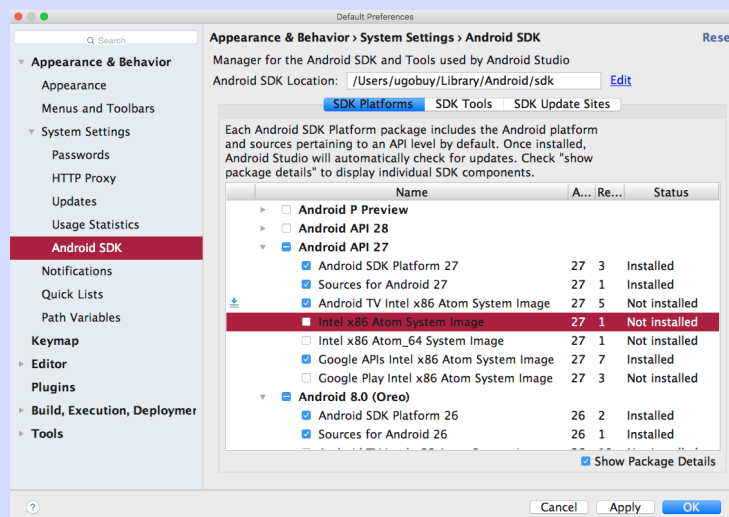 Default Preferences
Search
Appearance & Behavior › System Settings › Android SDK
Rese
Appearance & Behavior
Appearance
Menus and Toolbars
System Settings
Passwords
HTTP Proxy
Updates
Usage Statistics
Android SDK
Notifications
Quick Lists
Path Variables
Keymap
Editor
Plugins
Build, Execution, Deploymer
Tools
Manager for the Android SDK and Tools used by Android Studio
Android SDK Location: /Users/ugobuy/Library/Android/sdk Edit
SDK Platforms SDK Tools SDK Update Sites
Each Android SDK Platform package includes the Android platform
and sources pertaining to an API level by default. Once installed,
Android Studio will automatically check for updates. Check "show
package details" to display individual SDK components.
Name A... Re... Status
Android P Preview
Android API 28
Android API 27
Android SDK Platform 27 27 3 Installed
Sources for Android 27 27 1 Installed
Android TV Intel x86 Atom System Image 27 5 Not installed
Intel x86 Atom System Image 27 1 Not installed
Intel x86 Atom_64 System Image 27 1 Not installed
Google APIs Intel x86 Atom System Image 27 7 Installed
Google Play Intel x86 Atom System Image 27 3 Not installed
Android 8.0 (Oreo)
Android SDK Platform 26 26 2 Installed
Sources for Android 26 26 1 Installed
Show Package Details
? Cancel Apply OK